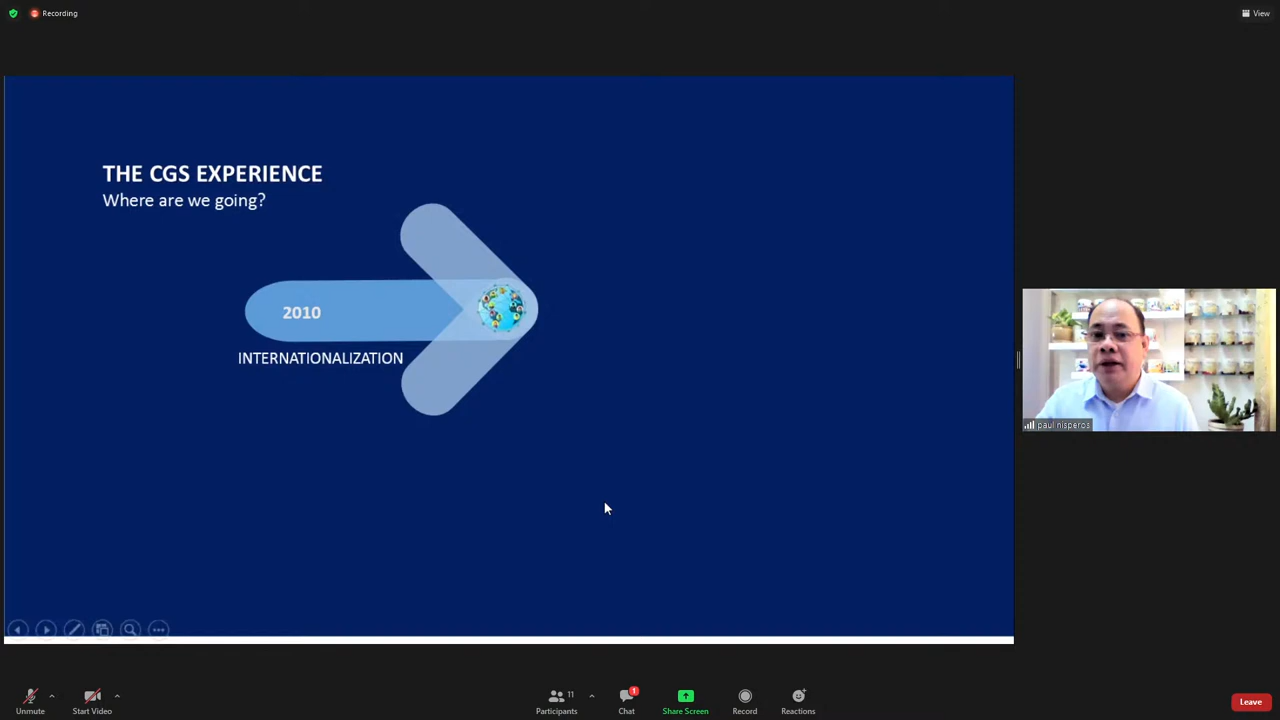 Recording
View
THE CGS EXPERIENCE
Where are we going?
2010
INTERNATIONALIZATION
paul nisperos
Unmute
Start Video
11
Participants
1
Chat
Share Screen
Record
Reactions
Leave